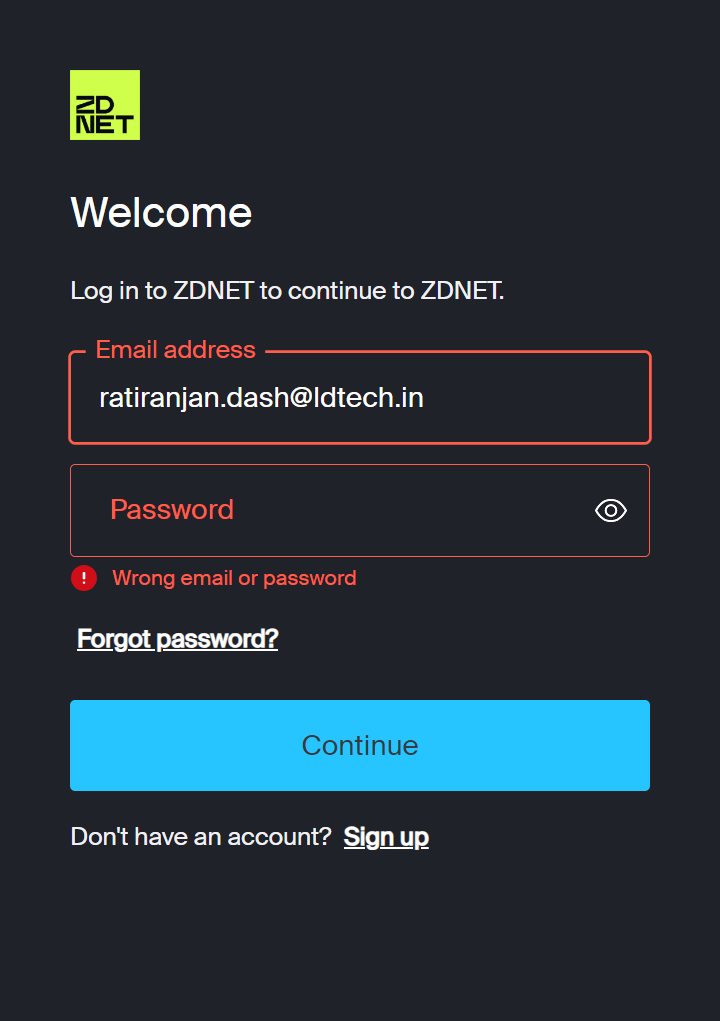 ZD
NET
Welcome
Log in to ZDNET to continue to ZDNET.
Email address
ratiranjan.dash@ldtech.in
Password
Wrong email or password
Forgot password?
Continue
Don't have an account? Sign up